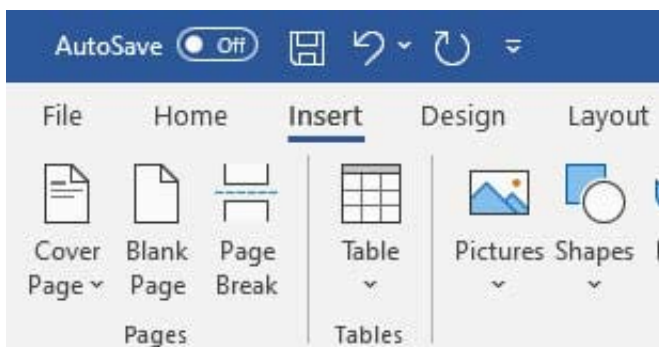 AutoSave Off
File Home Insert Design Layout
Cover Blank Page Table Pictures Shapes
Page Page Break
Pages Tables